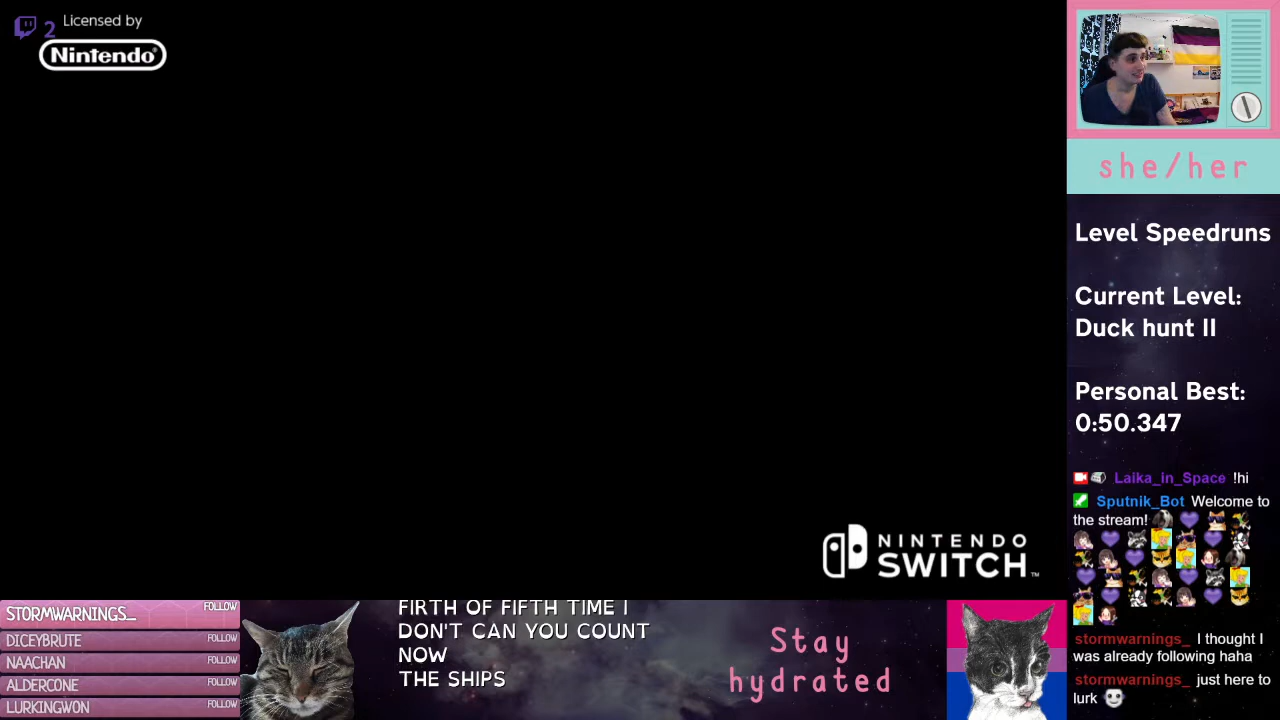 2
Licensed by
Nintendo®
she/her
Level Speedruns
Current Level:
Duck hunt II
Personal Best:
0:50.347
Laika_in_Space !hi
Sputnik_Bot Welcome to
the stream!
stormwarnings_ I thought I
was already following haha
stormwarnings_ just here to
lurk
NINTENDO
SWITCH™
STORMWARNINGS_ FOLLOW
DICEYBRUTE FOLLOW
NAACHAN FOLLOW
ALDERCONE FOLLOW
LURKINGWON FOLLOW
FIRTH OF FIFTH TIME I
DON'T CAN YOU COUNT
NOW
THE SHIPS
Stay
hydrated